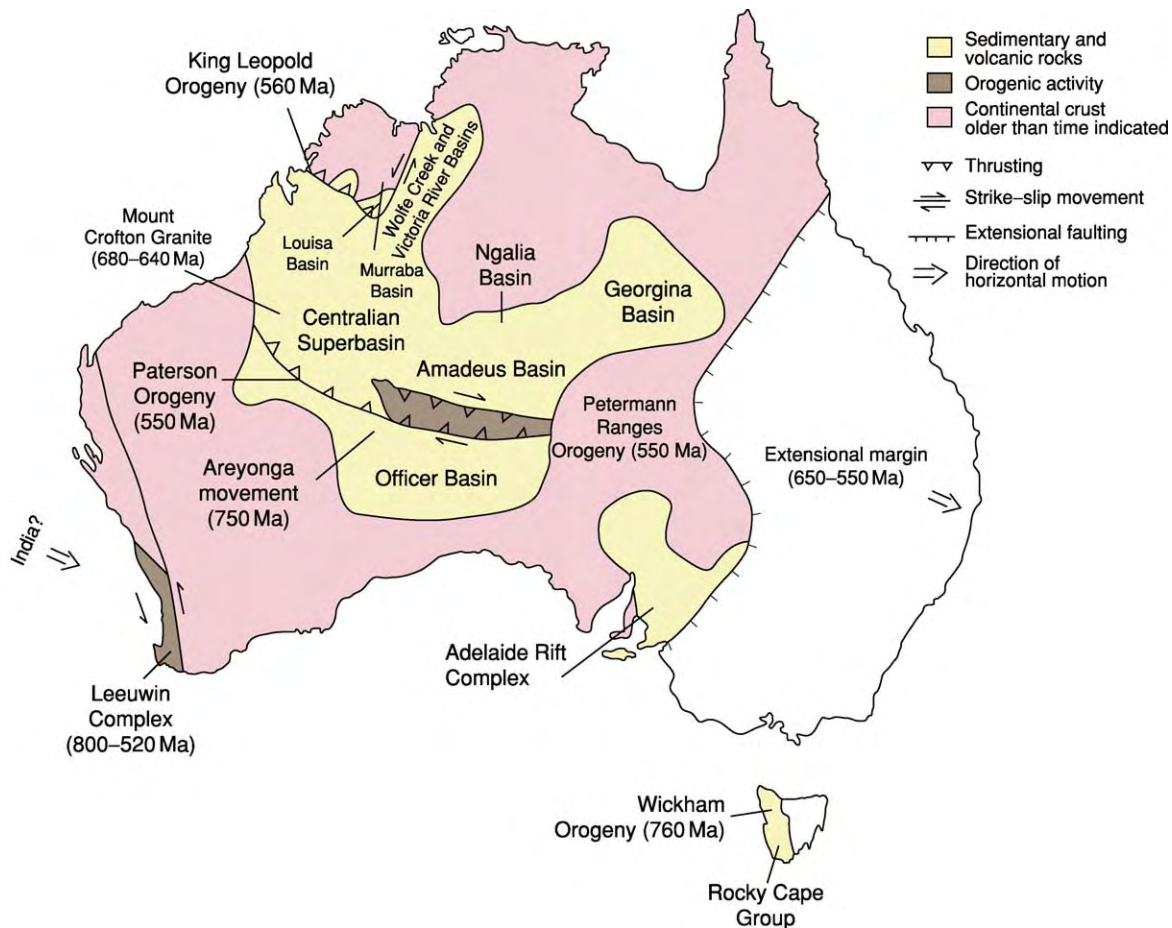 King Leopold
Orogeny (560 Ma)
Sedimentary and
volcanic rocks
Orogenic activity
Continental crust
older than time indicated
Thrusting
Strike–slip movement
Extensional faulting
Direction of
horizontal motion
Wolfe Creek and
Victoria River Basins
Mount
Crofton Granite
(680–640 Ma)
Louisa
Basin
Murraba
Basin
Ngalia
Basin
Georgina
Basin
Centralian
Superbasin
Amadeus Basin
Paterson
Orogeny
(550 Ma)
Petermann
Ranges
Orogeny (550 Ma)
Extensional margin
(650–550 Ma)
Areyonga
movement
(750 Ma)
Officer Basin
India?
Adelaide Rift
Complex
Leeuwin
Complex
(800–520 Ma)
Wickham
Orogeny (760 Ma)
Rocky Cape
Group